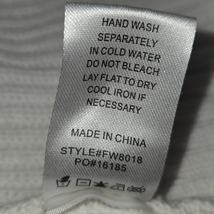 HAND WASH
SEPARATELY
IN COLD WATER
DO NOT BLEACH
LAY FLAT TO DRY
COOL IRON IF
NECESSARY
MADE IN CHINA
STYLE#FW8018
PO#16185